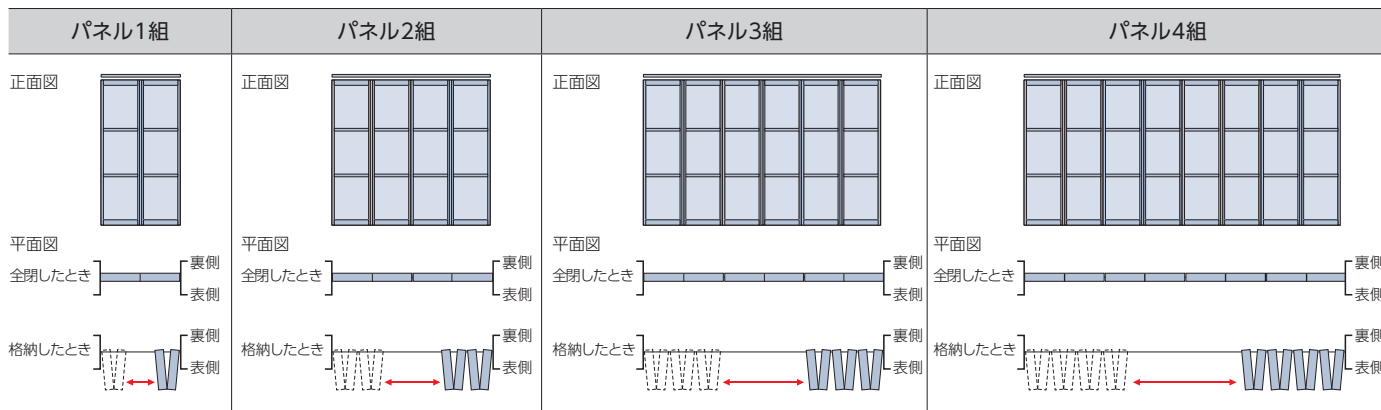 パネル1組
パネル2組
パネル3組
パネル4組
正面図
正面図
正面図
正面図
平面図
平面図
平面図
平面図
全閉したとき
裏側
表側
全閉したとき
裏側
表側
全閉したとき
裏側
表側
全閉したとき
裏側
表側
格納したとき
裏側
表側
格納したとき
裏側
表側
格納したとき
裏側
表側
格納したとき
裏側
表側